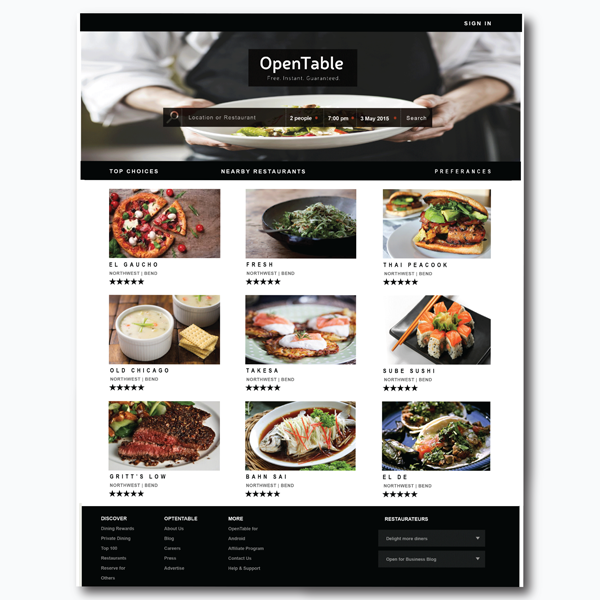 SIGN IN
OpenTable
Free. Instant. Guaranteed.
Location or Restaurant 2 people 7:00 pm 3 May 2015 Search
TOP CHOICES NEARBY RESTAURANTS PREFERANCES
EL GAUCHO
NORTHWEST | BEND
★★★★★
FRESH
NORTHWEST | BEND
★★★★★
THAI PEACOOK
NORTHWEST | BEND
★★★★★
OLD CHICAGO
NORTHWEST | BEND
★★★★★
TAKESA
NORTHWEST | BEND
★★★★★
SUBE SUSHI
NORTHWEST | BEND
★★★★★
GRITT'S LOW
NORTHWEST | BEND
★★★★★
BAHN SAI
NORTHWEST | BEND
★★★★★
EL DE
NORTHWEST | BEND
★★★★★
DISCOVER
Dining Rewards
Private Dining
Top 100
Restaurants
Reserve for
Others
OPTENTABLE
About Us
Blog
Careers
Press
Advertise
MORE
OpenTable for
Android
Affiliate Program
Contact Us
Help & Support
RESTAURATEURS
Delight more diners
Open for Business Blog